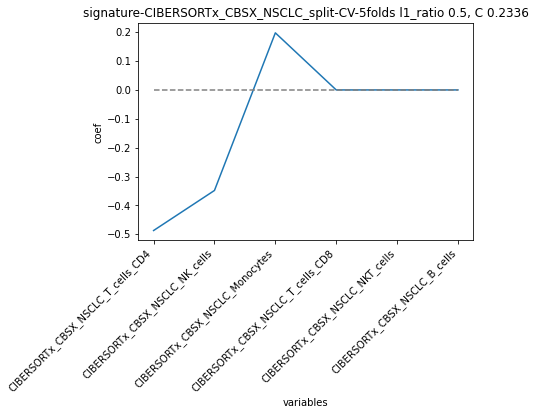 signature-CIBERSORTx_CBSX_NSCLC_split-CV-5folds l1_ratio 0.5, C 0.2336
0.2
0.1
0.0
−0.1
−0.2
−0.3
−0.4
−0.5
coef
CIBERSORTx_CBSX_NSCLC_T_cells_CD4
CIBERSORTx_CBSX_NSCLC_NK_cells
CIBERSORTx_CBSX_NSCLC_Monocytes
CIBERSORTx_CBSX_NSCLC_T_cells_CD8
CIBERSORTx_CBSX_NSCLC_NKT_cells
CIBERSORTx_CBSX_NSCLC_B_cells
variables